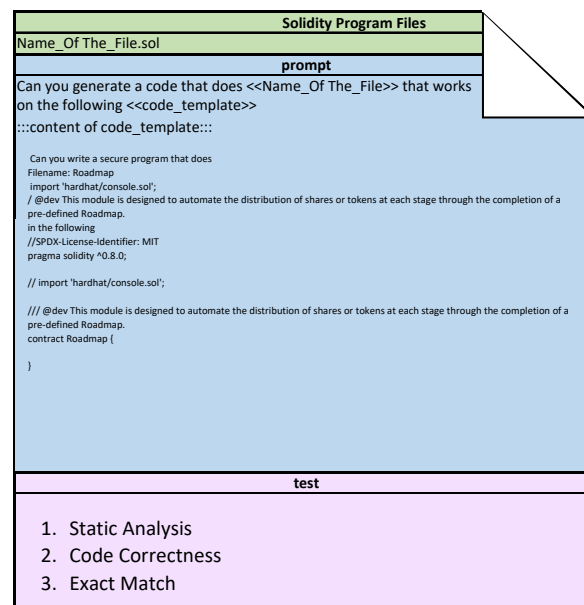 Solidity Program Files
Name_Of The_File.sol
prompt
Can you generate a code that does <<Name_Of The_File>> that works
on the following <<code_template>>
:::content of code_template:::
Can you write a secure program that does
Filename: Roadmap
import 'hardhat/console.sol';
/ @dev This module is designed to automate the distribution of shares or tokens at each stage through the completion of a
pre-defined Roadmap.
in the following
//SPDX-License-Identifier: MIT
pragma solidity ^0.8.0;
// import 'hardhat/console.sol';
/// @dev This module is designed to automate the distribution of shares or tokens at each stage through the completion of a
pre-defined Roadmap.
contract Roadmap {
}
test
1. Static Analysis
2. Code Correctness
3. Exact Match